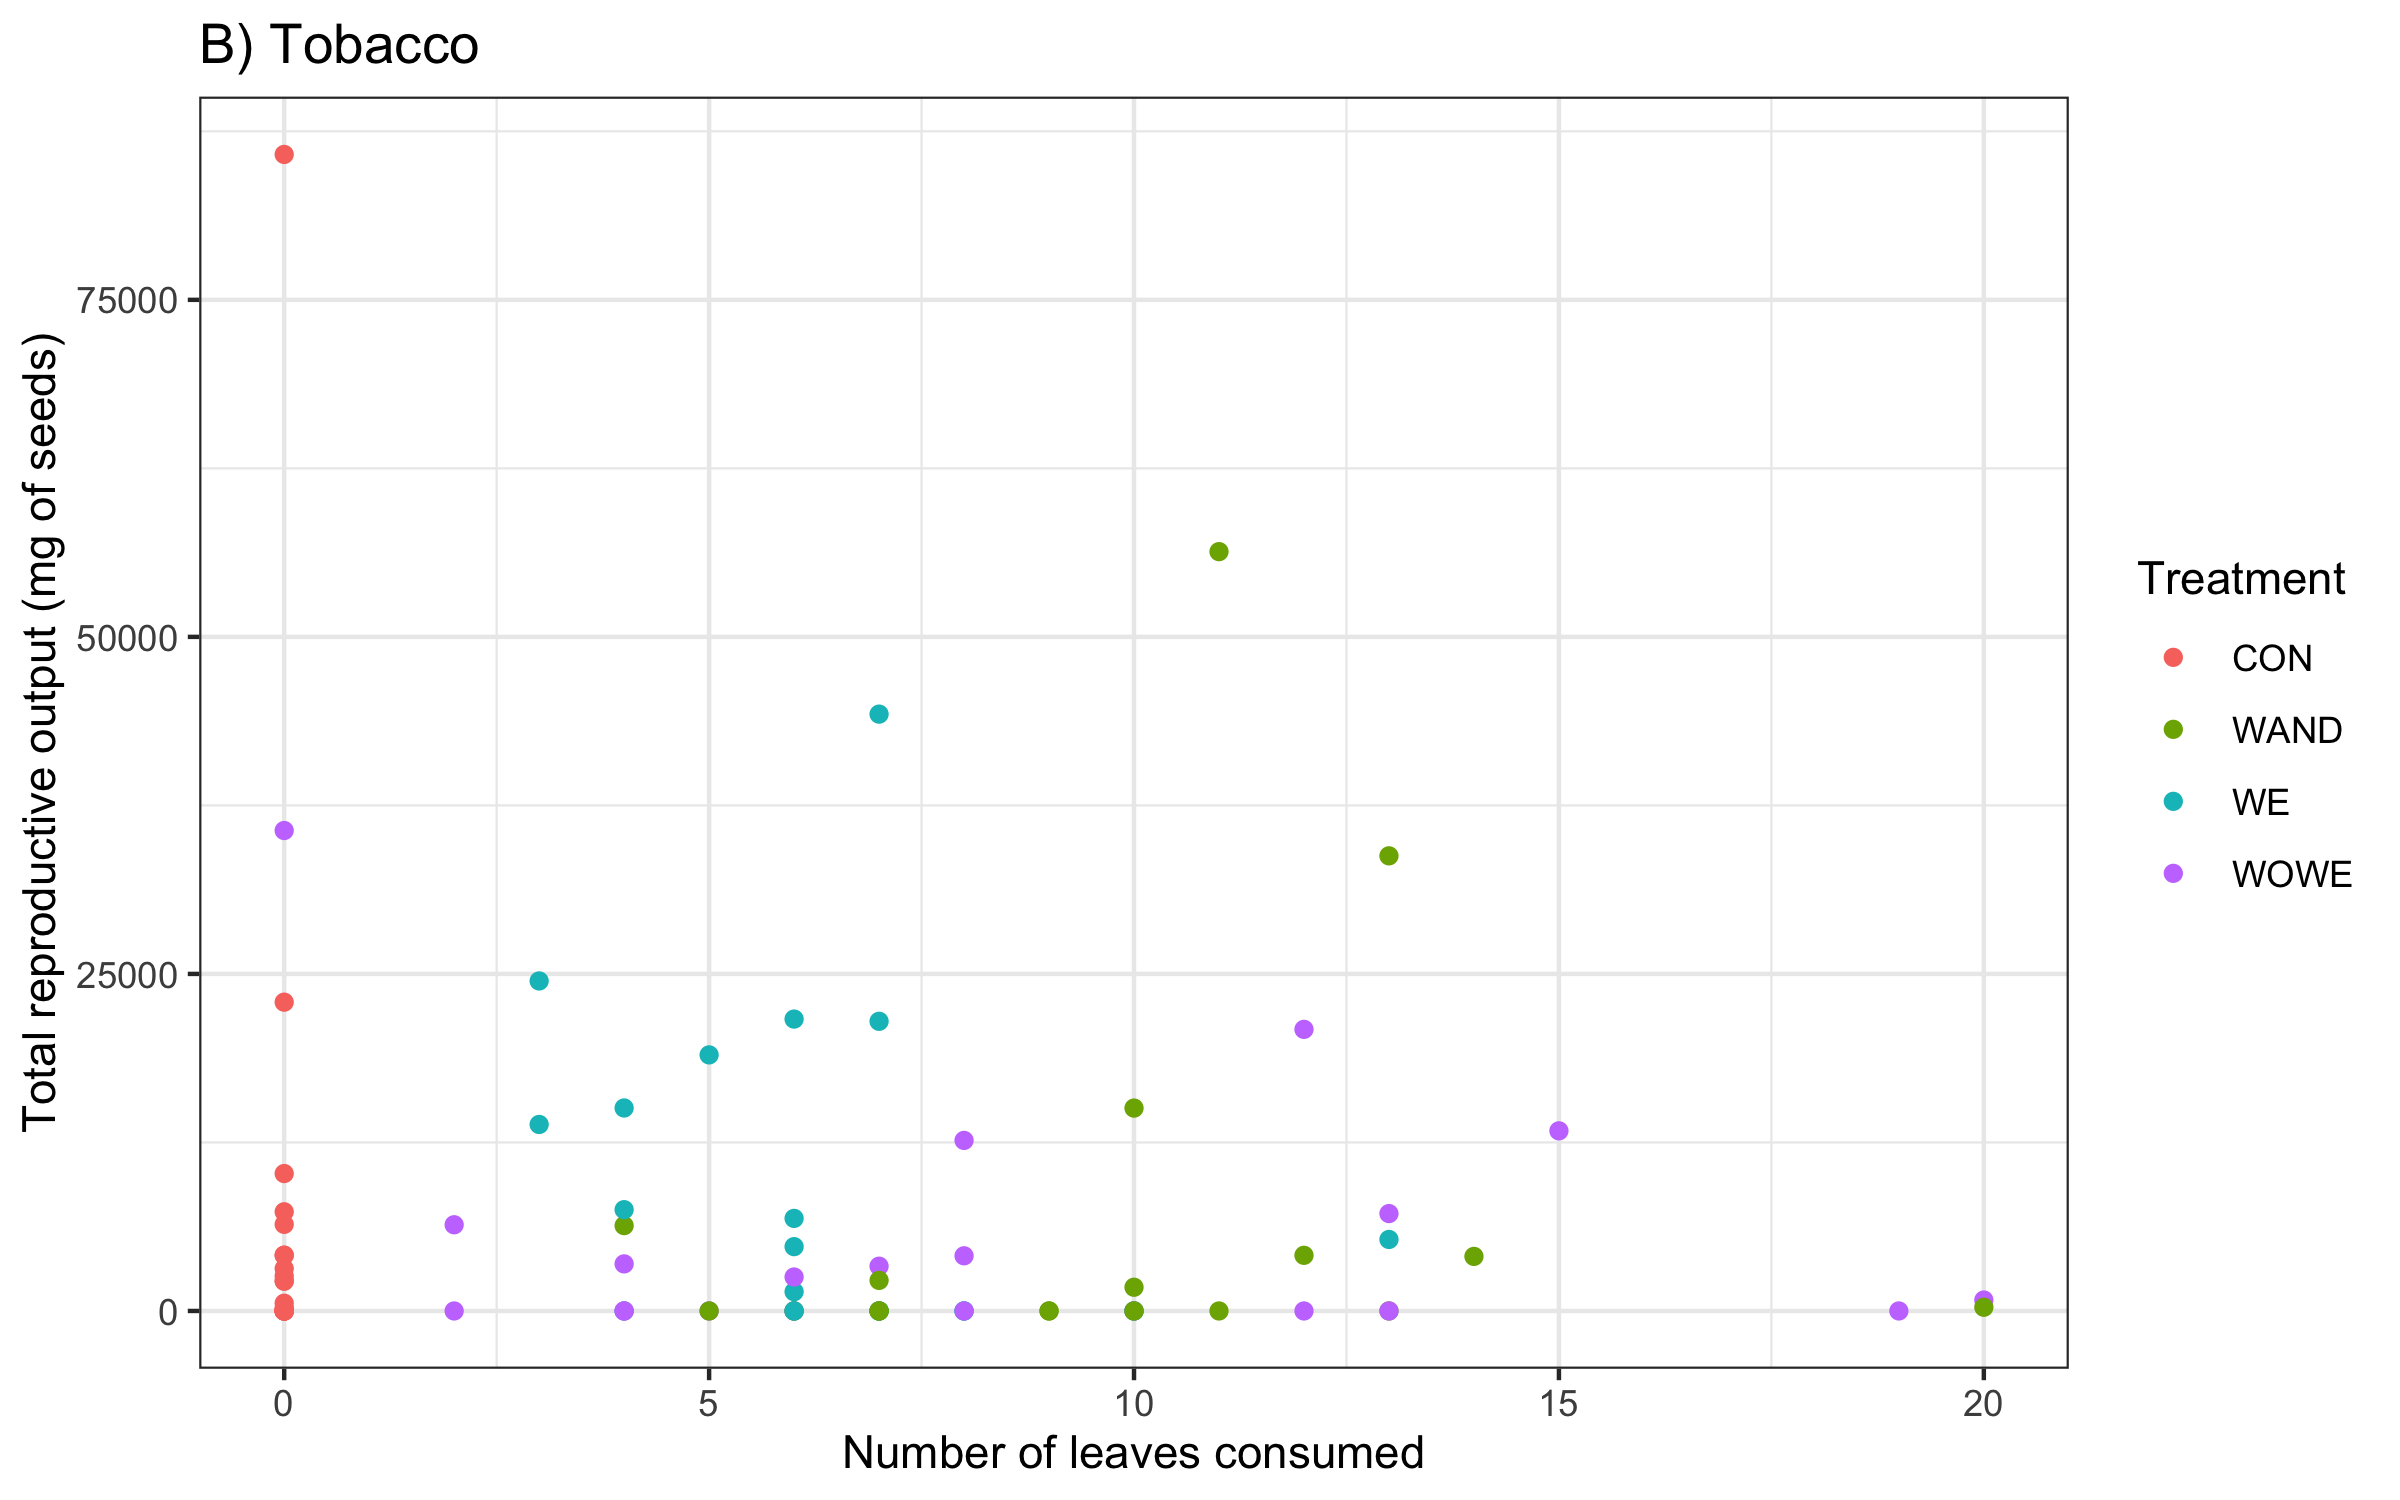 B) Tobacco
Total reproductive output (mg of seeds)
75000
50000
25000
0
0 5 10 15 20
Number of leaves consumed
Treatment
CON
WAND
WE
WOWE